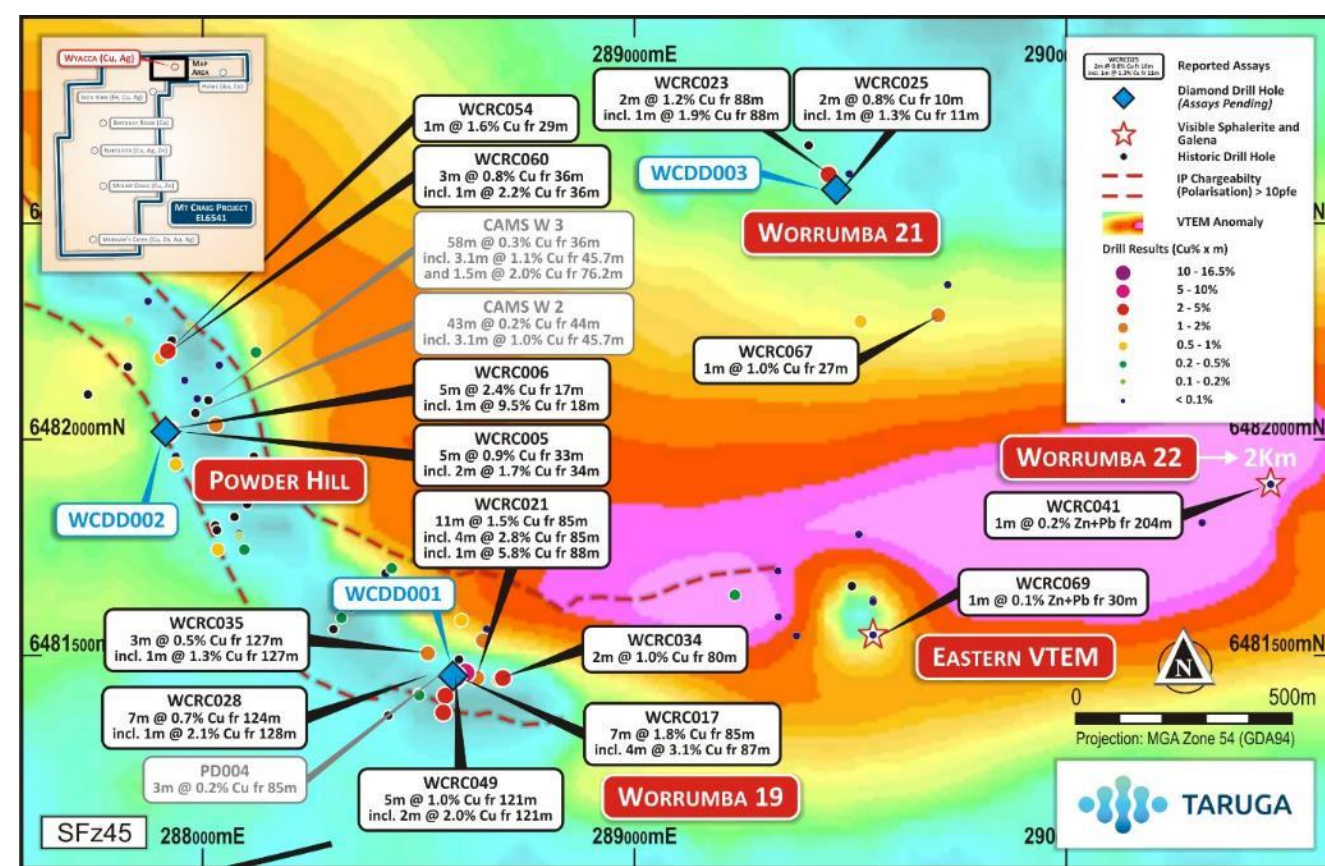 289000mE
WYACCA (Cu, Ag)
MAP
AREA
MT CRAIG PROJECT
EL6541
WCRC054
1m @ 1.6% Cu fr 29m
WCRC060
3m @ 0.8% Cu fr 36m
incl. 1m @ 2.2% Cu fr 36m
CAMS W 3
58m @ 0.3% Cu fr 36m
incl. 3.1m @ 1.1% Cu fr 45.7m
and 1.5m @ 2.0% Cu fr 76.2m
CAMS W 2
43m @ 0.2% Cu fr 44m
incl. 3.1m @ 1.0% Cu fr 45.7m
WCRC006
5m @ 2.4% Cu fr 17m
incl. 1m @ 9.5% Cu fr 18m
WCRC005
5m @ 0.9% Cu fr 33m
incl. 2m @ 1.7% Cu fr 34m
WCRC021
11m @ 1.5% Cu fr 85m
incl. 4m @ 2.8% Cu fr 85m
incl. 1m @ 5.8% Cu fr 88m
WCRC023
2m @ 1.2% Cu fr 88m
incl. 1m @ 1.9% Cu fr 88m
WCRC025
2m @ 0.8% Cu fr 10m
incl. 1m @ 1.3% Cu fr 11m
WCDD003
WORRUMBA 21
WCRC067
1m @ 1.0% Cu fr 27m
WCRC025
2m @ 0.8% Cu fr 10m
incl. 1m @ 1.3% Cu fr 11m
Reported Assays
Diamond Drill Hole
(Assays Pending)
Visible Sphalerite and
Galena
Historic Drill Hole
IP Chargeabilty
(Polarisation) > 10pfe
VTEM Anomaly
Drill Results (Cu% x m)
10 - 16.5%
5 - 10%
2 - 5%
1 - 2%
0.5 - 1%
0.2 - 0.5%
0.1 - 0.2%
< 0.1%
6482000mN
6482000mN
POWDER HILL
WCDD002
WORRUMBA 22
2Km
WCRC041
1m @ 0.2% Zn+Pb fr 204m
WCDD001
WCRC069
1m @ 0.1% Zn+Pb fr 30m
WCRC035
3m @ 0.5% Cu fr 127m
incl. 1m @ 1.3% Cu fr 127m
WCRC034
2m @ 1.0% Cu fr 80m
EASTERN VTEM
6481500mN
N
WCRC028
7m @ 0.7% Cu fr 124m
incl. 1m @ 2.1% Cu fr 128m
WCRC017
7m @ 1.8% Cu fr 85m
incl. 4m @ 3.1% Cu fr 87m
0 500m
Projection: MGA Zone 54 (GDA94)
PD004
3m @ 0.2% Cu fr 85m
WCRC049
5m @ 1.0% Cu fr 121m
incl. 2m @ 2.0% Cu fr 121m
WORRUMBA 19
TARUGA
SFz45
288000mE
289000mE